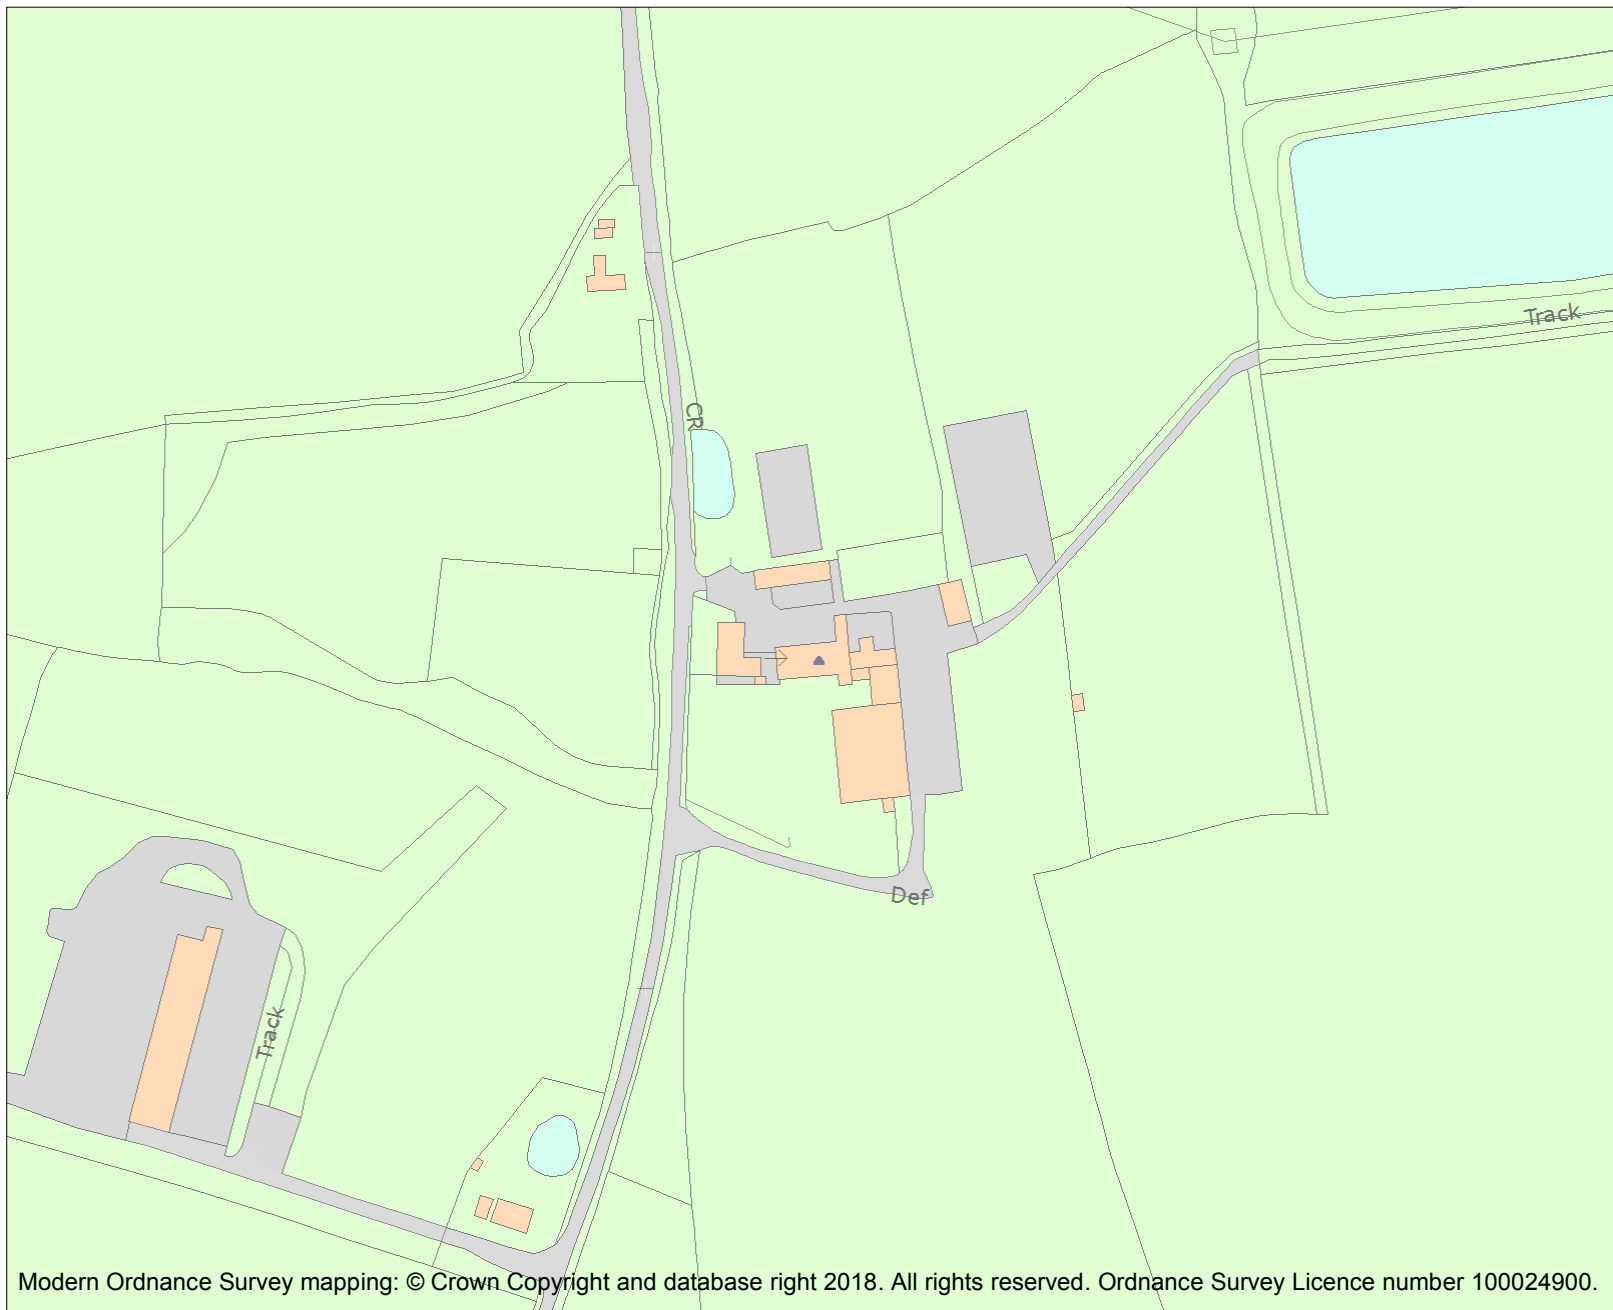 Track
CR
Def
Track
Modern Ordnance Survey mapping: © Crown Copyright and database right 2018. All rights reserved. Ordnance Survey Licence number 100024900.